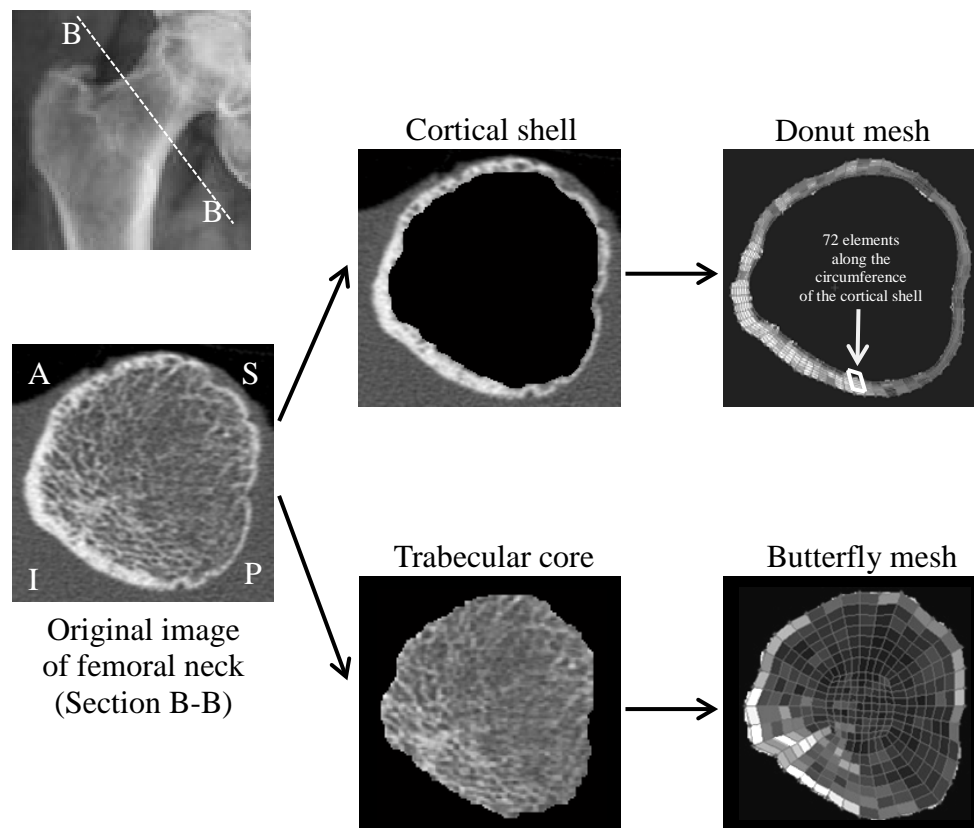 B
B
Cortical shell
Donut mesh
72 elements
along the
circumference
of the cortical shell
A
S
I
P
Original image
of femoral neck
(Section B-B)
Trabecular core
Butterfly mesh